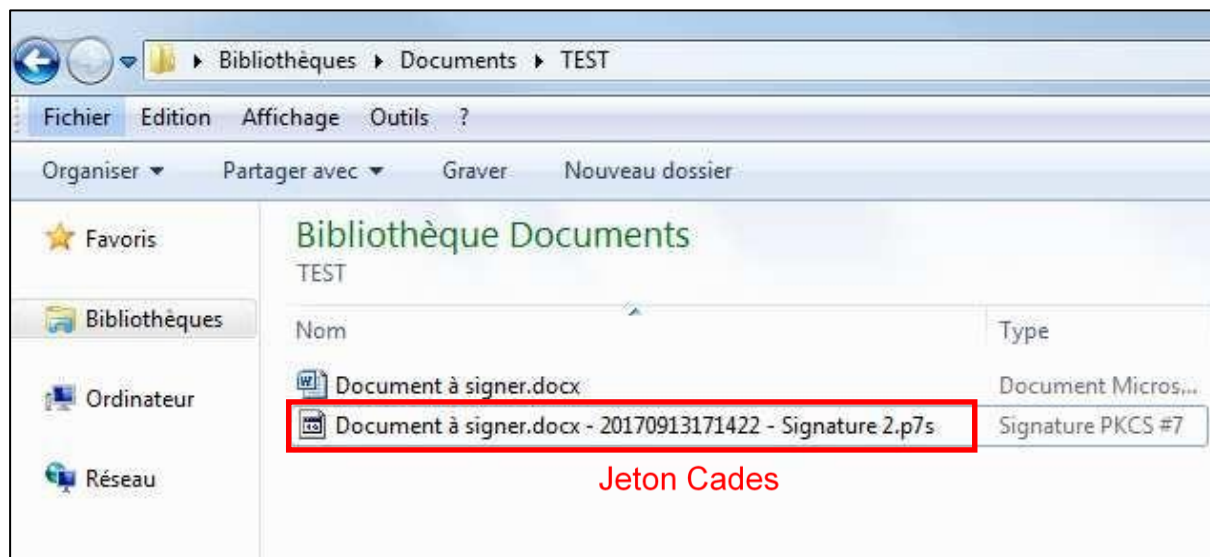 Bibliothèques Documents TEST
Fichier Edition Affichage Outils ?
Organiser Partager avec Graver Nouveau dossier
Favoris
Bibliothèques
Ordinateur
Réseau
Bibliothèque Documents
TEST
Nom Type
Document à signer.docx Document Micros...
Document à signer.docx - 20170913171422 - Signature 2.p7s Signature PKCS #7
Jeton Cades